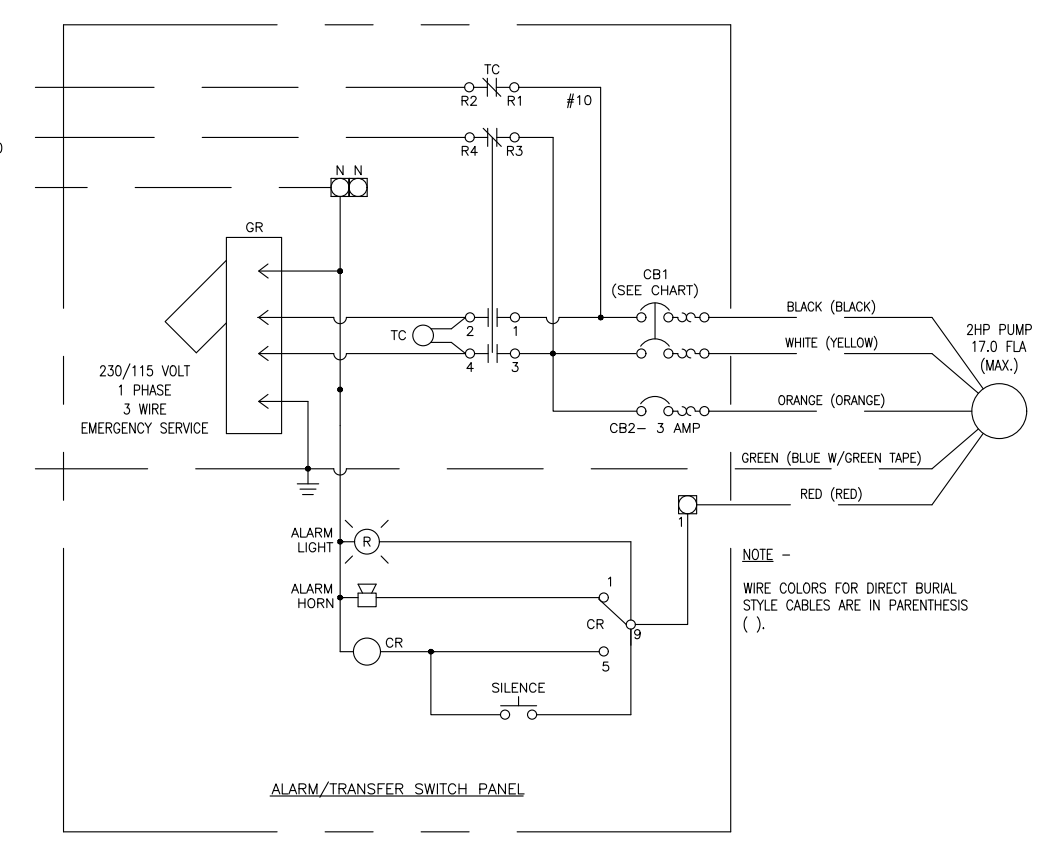 TC
R2
R1
#10
R4
R3
0
N N
GR
CB1
(SEE CHART)
BLACK (BLACK)
2HP PUMP
17.0 FLA
(MAX.)
TC
2
1
WHITE (YELLOW)
4
3
230/115 VOLT
1 PHASE
3 WIRE
EMERGENCY SERVICE
ORANGE (ORANGE)
CB2- 3 AMP
GREEN (BLUE W/GREEN TAPE)
RED (RED)
1
ALARM
LIGHT
R
NOTE -
WIRE COLORS FOR DIRECT BURIAL
STYLE CABLES ARE IN PARENTHESIS
( ).
ALARM
HORN
1
CR
9
CR
5
SILENCE
ALARM/TRANSFER SWITCH PANEL